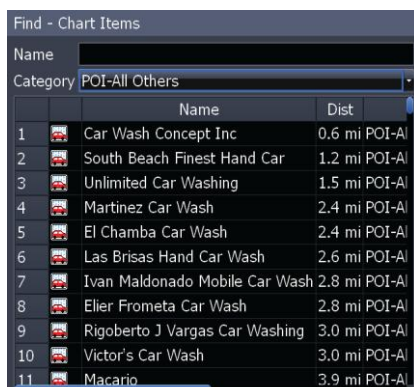 Find - Chart Items
Name
Category POI-All Others
Name Dist
1 Car Wash Concept Inc 0.6 mi POI-Al
2 South Beach Finest Hand Car 1.2 mi POI-Al
3 Unlimited Car Washing 1.5 mi POI-Al
4 Martinez Car Wash 2.4 mi POI-Al
5 El Chamba Car Wash 2.4 mi POI-Al
6 Las Brisas Hand Car Wash 2.6 mi POI-Al
7 Ivan Maldonado Mobile Car Wash 2.8 mi POI-Al
8 Elier Frometa Car Wash 2.8 mi POI-Al
9 Rigoberto J Vargas Car Washing 3.0 mi POI-Al
10 Victor's Car Wash 3.0 mi POI-Al
11 Macario 3.9 mi POI-Al